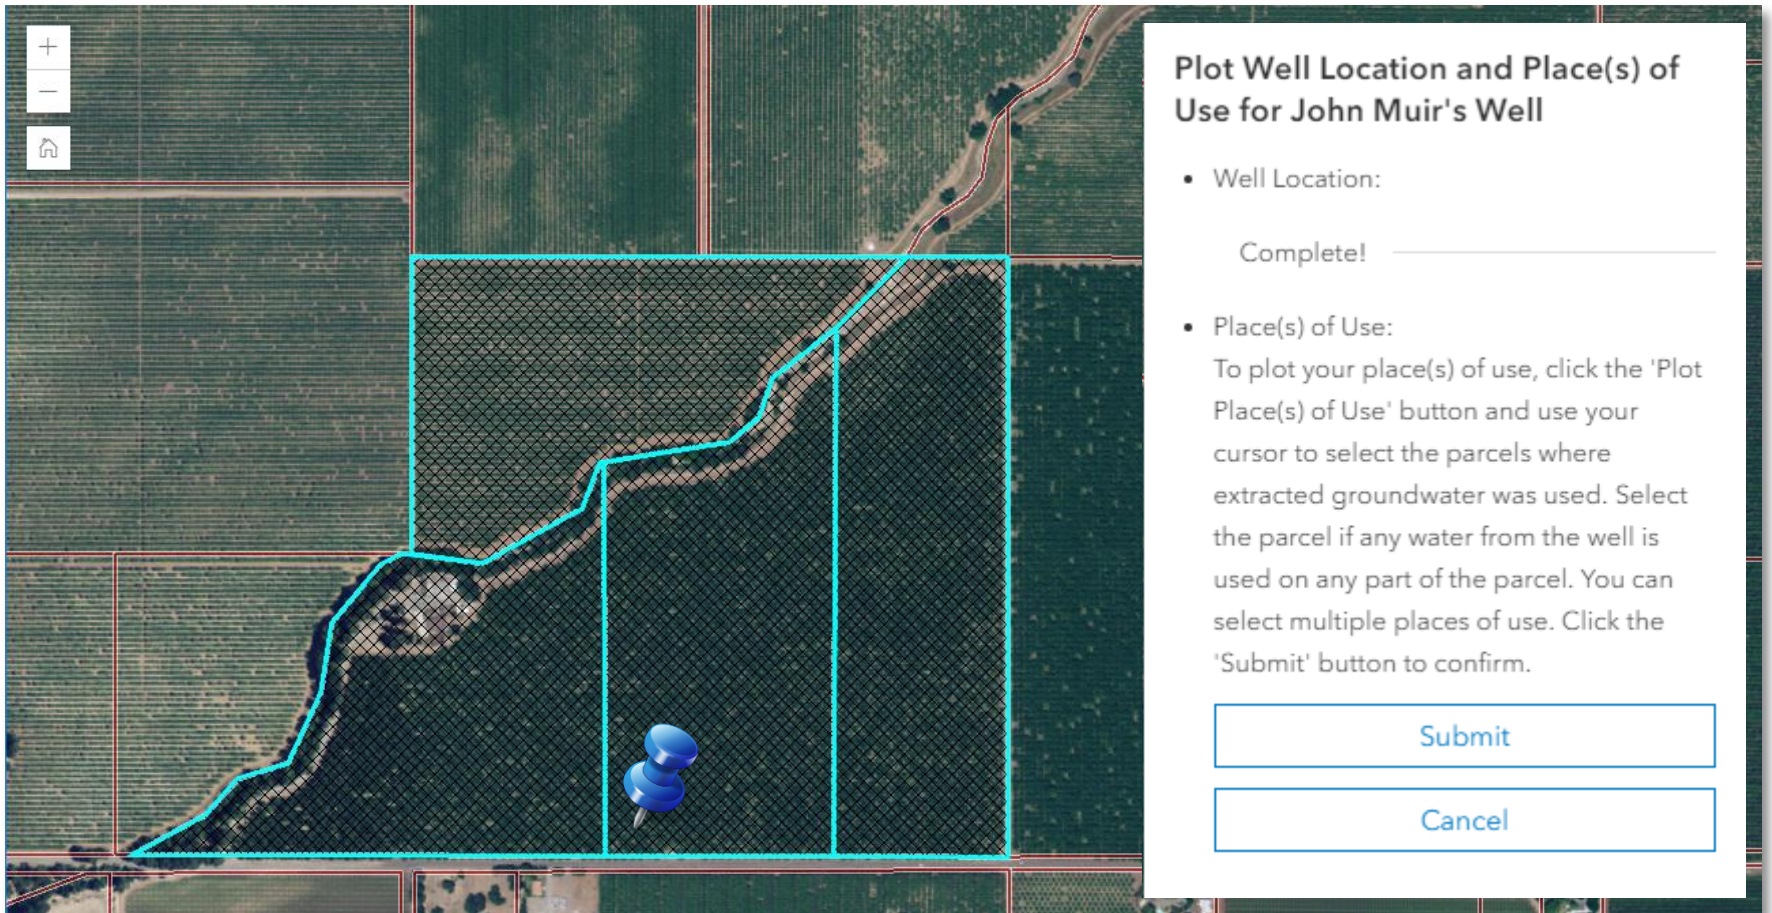 Plot Well Location and Place(s) of
Use for John Muir's Well
• Well Location:
Complete!
• Place(s) of Use:
To plot your place(s) of use, click the 'Plot
Place(s) of Use' button and use your
cursor to select the parcels where
extracted groundwater was used. Select
the parcel if any water from the well is
used on any part of the parcel. You can
select multiple places of use. Click the
'Submit' button to confirm.
Submit
Cancel